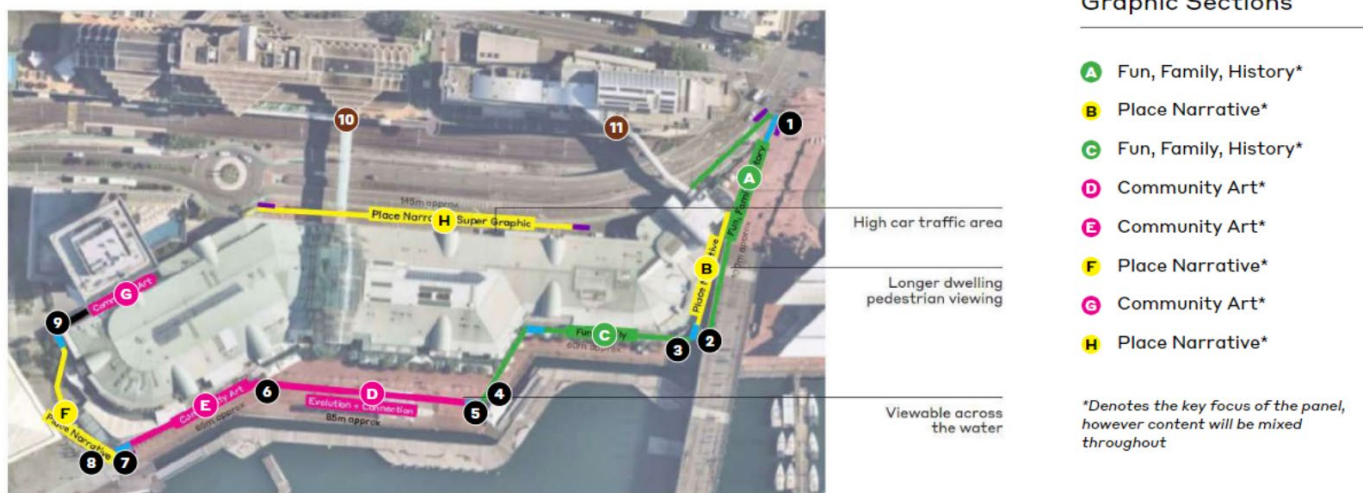 Graphic Sections
A Fun, Family, History*
B Place Narrative*
C Fun, Family, History*
D Community Art*
E Community Art*
F Place Narrative*
G Community Art*
H Place Narrative*
*Denotes the key focus of the panel,
however content will be mixed
throughout
High car traffic area
Longer dwelling
pedestrian viewing
Viewable across
the water
10
11
1
A
145m approx
Place H Super Graphic
B
G
9
C
60m approx
3
2
6
D
4
Evolution + Connection
5
E
85m approx
F
Place Narrative
8
7